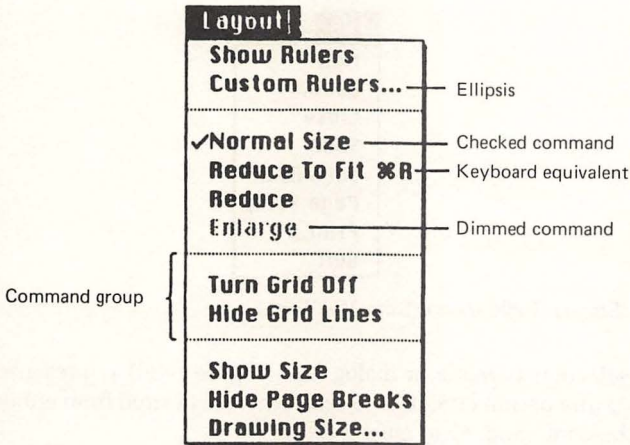 Layout
Show Rulers
Custom Rulers... Ellipsis
✓Normal Size Checked command
Reduce To Fit ⌘R Keyboard equivalent
Reduce
Enlarge Dimmed command
Command group
Turn Grid Off
Hide Grid Lines
Show Size
Hide Page Breaks
Drawing Size...